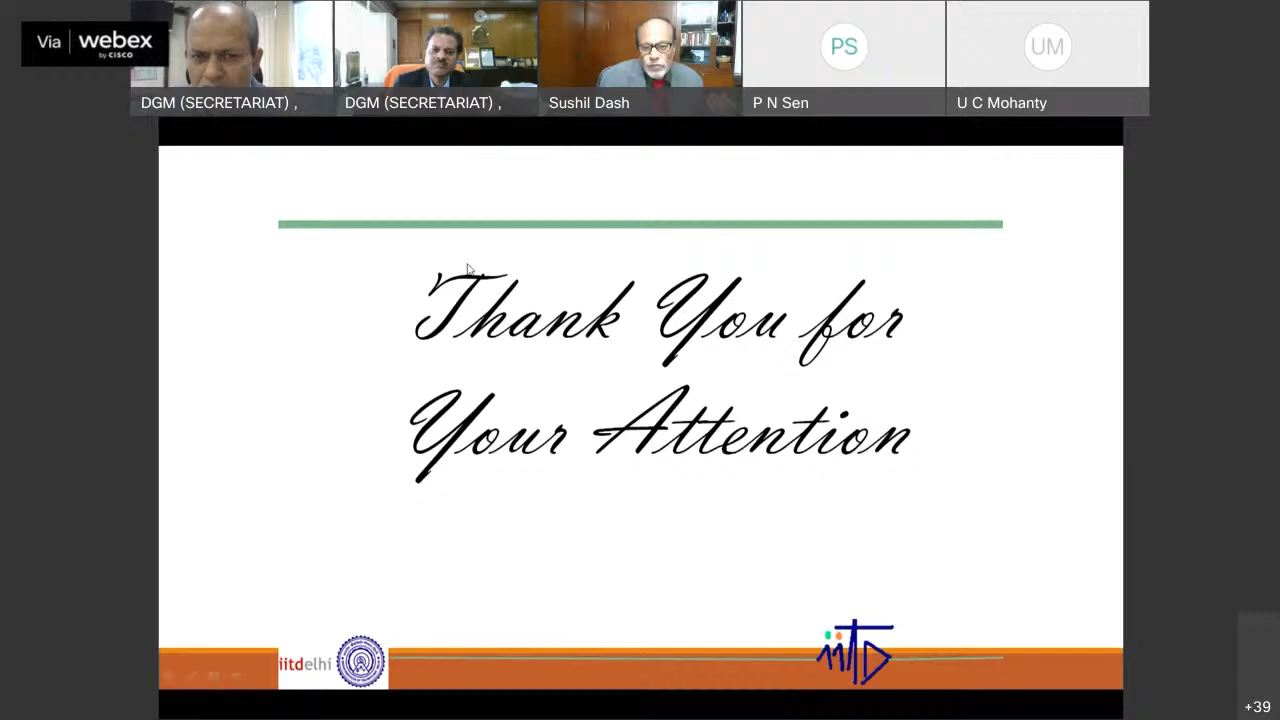 Via webex
by CISCO
DGM (SECRETARIAT) ,
DGM (SECRETARIAT) ,
Sushil Dash
PS
P N Sen
UM
U C Mohanty
Thank You for
Your Attention
iitdelhi
iitD
+39